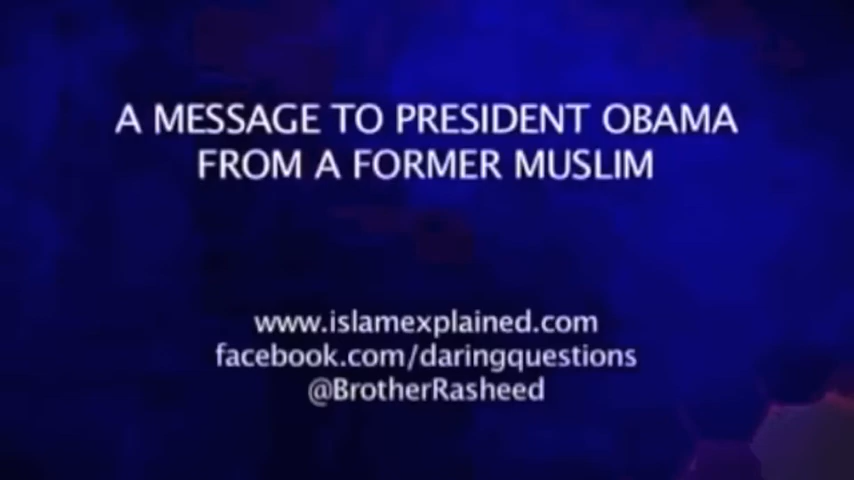 A MESSAGE TO PRESIDENT OBAMA
FROM A FORMER MUSLIM
www.islamexplained.com
facebook.com/daringquestions
@BrotherRasheed